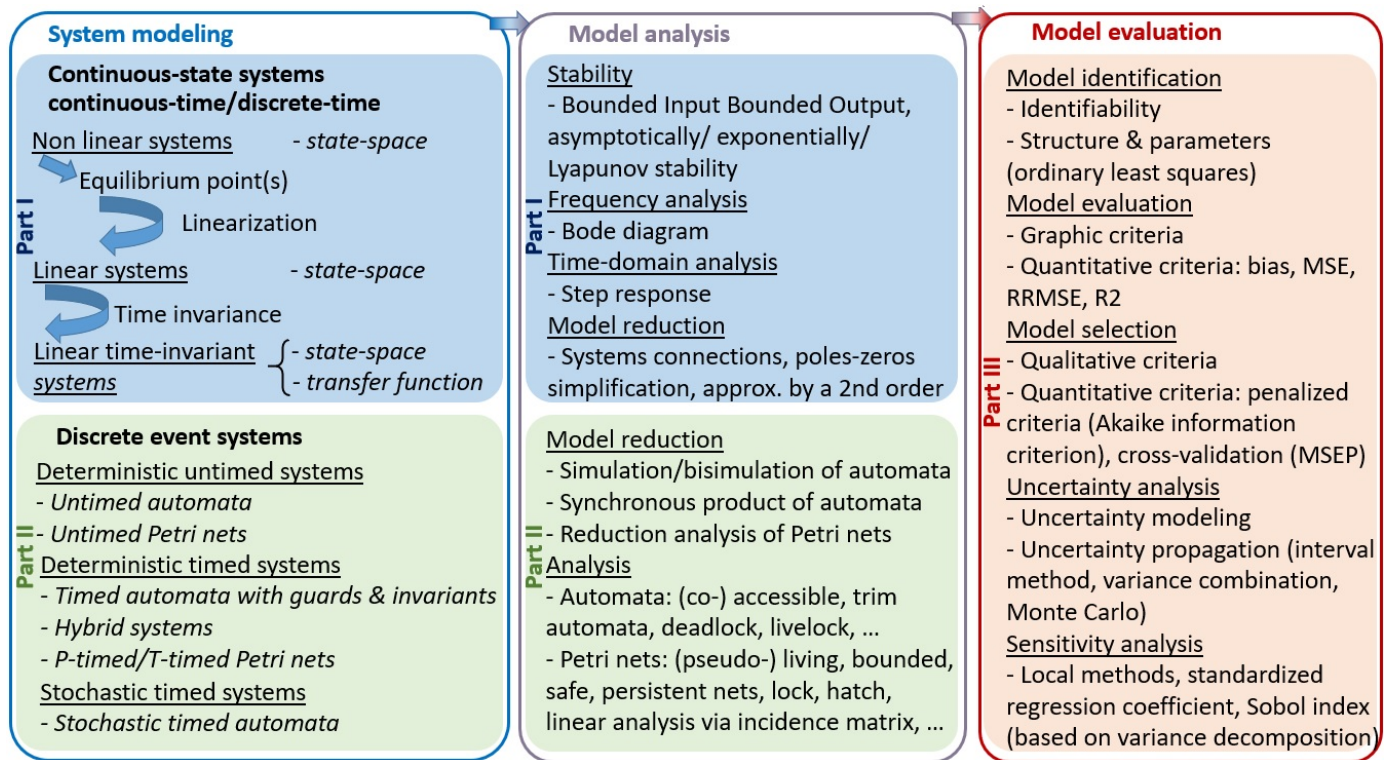 System modeling
Part I
Continuous-state systems
continuous-time/discrete-time
Non linear systems - state-space
Equilibrium point(s)
Linearization
Linear systems - state-space
Time invariance
Linear time-invariant - state-space
systems - transfer function
Part II
Discrete event systems
Deterministic untimed systems
- Untimed automata
- Untimed Petri nets
Deterministic timed systems
- Timed automata with guards & invariants
- Hybrid systems
- P-timed/T-timed Petri nets
Stochastic timed systems
- Stochastic timed automata
Model analysis
Part I
Stability
- Bounded Input Bounded Output,
asymptotically/ exponentially/
Lyapunov stability
Frequency analysis
- Bode diagram
Time-domain analysis
- Step response
Model reduction
- Systems connections, poles-zeros
simplification, approx. by a 2nd order
Part II
Model reduction
- Simulation/bisimulation of automata
- Synchronous product of automata
- Reduction analysis of Petri nets
Analysis
- Automata: (co-) accessible, trim
automata, deadlock, livelock, ...
- Petri nets: (pseudo-) living, bounded,
safe, persistent nets, lock, hatch,
linear analysis via incidence matrix, ...
Model evaluation
Part III
Model identification
- Identifiability
- Structure & parameters
(ordinary least squares)
Model evaluation
- Graphic criteria
- Quantitative criteria: bias, MSE,
RRMSE, R2
Model selection
- Qualitative criteria
- Quantitative criteria: penalized
criteria (Akaike information
criterion), cross-validation (MSEP)
Uncertainty analysis
- Uncertainty modeling
- Uncertainty propagation (interval
method, variance combination,
Monte Carlo)
Sensitivity analysis
- Local methods, standardized
regression coefficient, Sobol index
(based on variance decomposition)